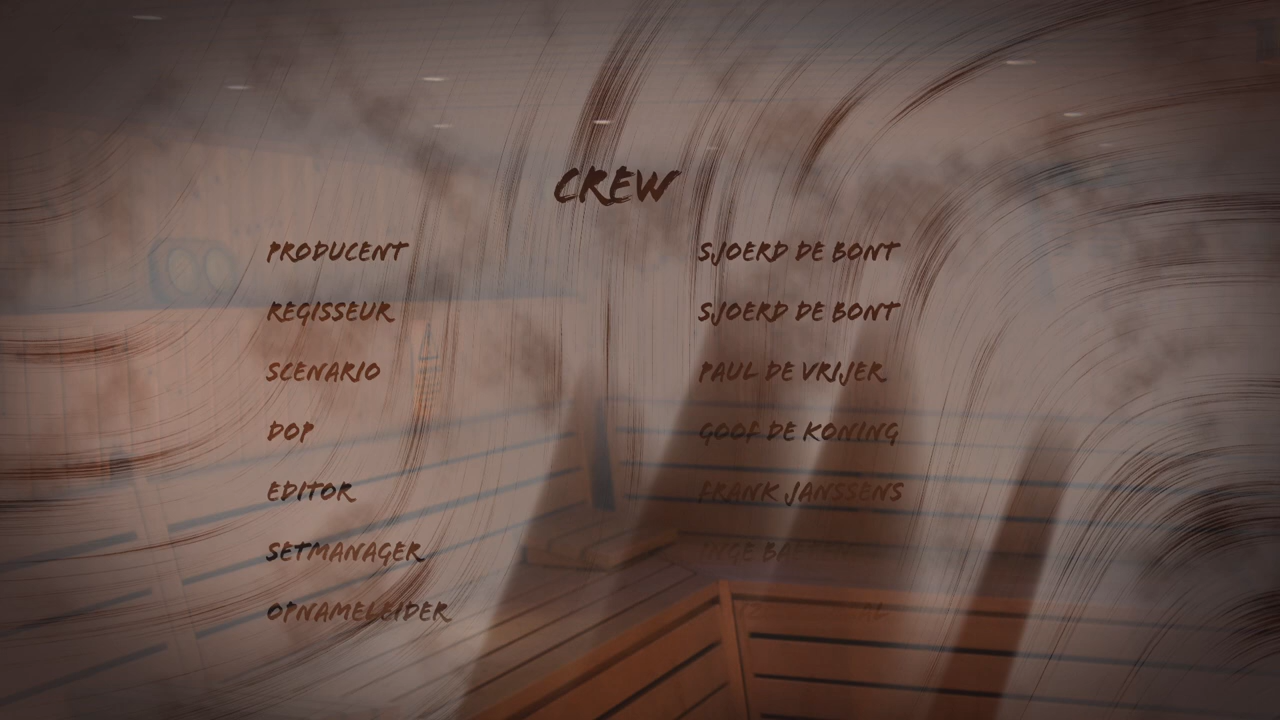 CREW
PRODUCENT SJOERD DE BONT
REGISSEUR SJOERD DE BONT
SCENARIO PAUL DE VRIJER
DOP GOOF DE KONING
EDITOR FRANK JANSSENS
SETMANAGER
OPNAMELEIDER